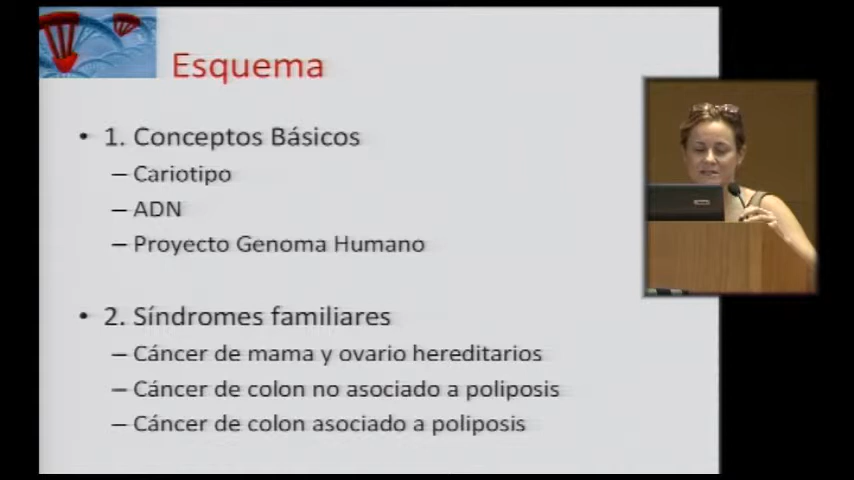 Esquema
• 1. Conceptos Básicos
– Cariotipo
– ADN
– Proyecto Genoma Humano
• 2. Síndromes familiares
– Cáncer de mama y ovario hereditarios
– Cáncer de colon no asociado a poliposis
– Cáncer de colon asociado a poliposis